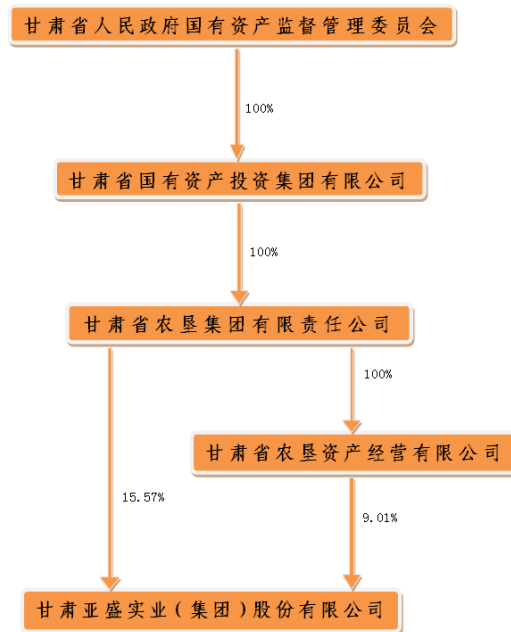 甘肃省人民政府国有资产监督管理委员会
100%
甘肃省国有资产投资集团有限公司
100%
甘肃省农垦集团有限责任公司
100%
甘肃省农垦资产经营有限公司
15.57%
9.01%
甘肃亚盛实业(集团)股份有限公司